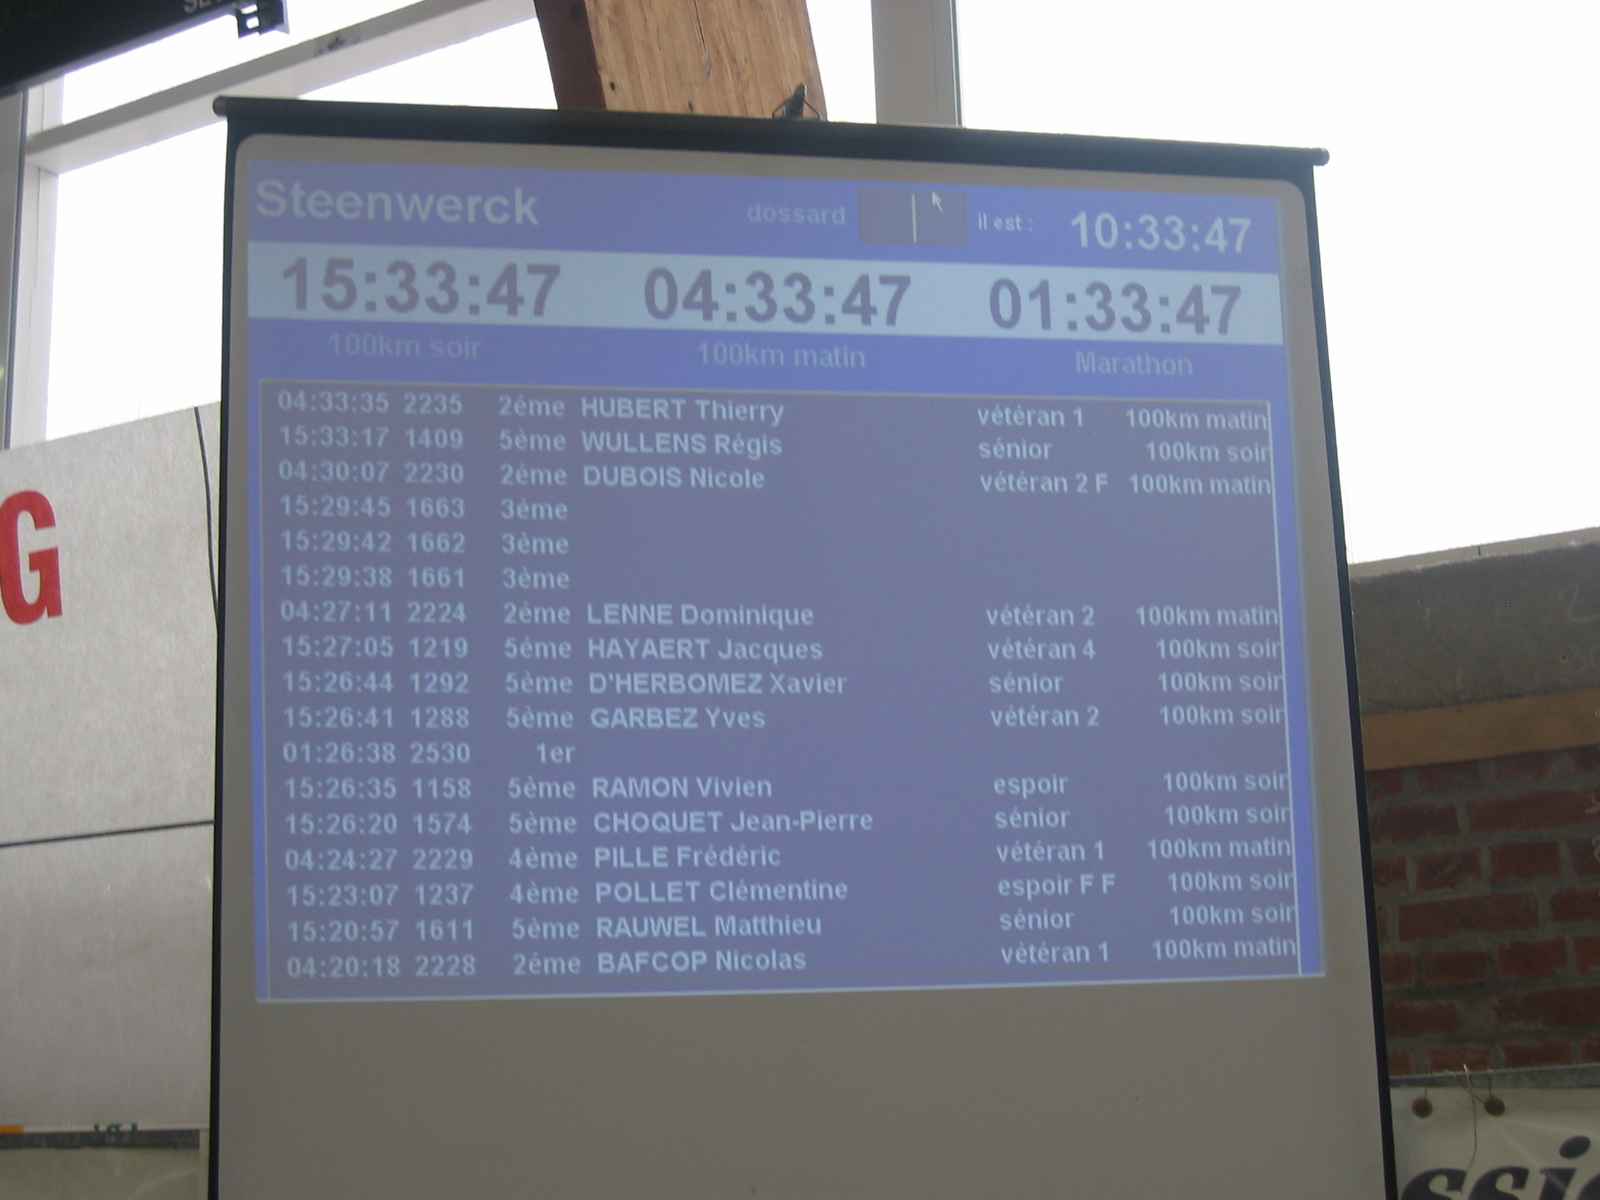 Steenwerck dossard il est : 10:33:47
15:33:47 04:33:47 01:33:47
100km soir 100km matin Marathon
04:33:35 2235 2éme HUBERT Thierry vétéran 1 100km matin
15:33:17 1409 5ème WULLENS Régis sénior 100km soir
04:30:07 2230 2éme DUBOIS Nicole vétéran 2 F 100km matin
15:29:45 1663 3éme
15:29:42 1662 3ème
15:29:38 1661 3ème
04:27:11 2224 2ème LENNE Dominique vétéran 2 100km matin
15:27:05 1219 5éme HAYAERT Jacques vétéran 4 100km soir
15:26:44 1292 5ème D'HERBOMEZ Xavier sénior 100km soir
15:26:41 1288 5ème GARBEZ Yves vétéran 2 100km soir
01:26:38 2530 1er
15:26:35 1158 5ème RAMON Vivien espoir 100km soir
15:26:20 1574 5ème CHOQUET Jean-Pierre sénior 100km soir
04:24:27 2229 4ème PILLE Frédéric vétéran 1 100km matin
15:23:07 1237 4ème POLLET Clémentine espoir F F 100km soir
15:20:57 1611 5ème RAUWEL Matthieu sénior 100km soir
04:20:18 2228 2éme BAFCOP Nicolas vétéran 1 100km matin
G
ssi